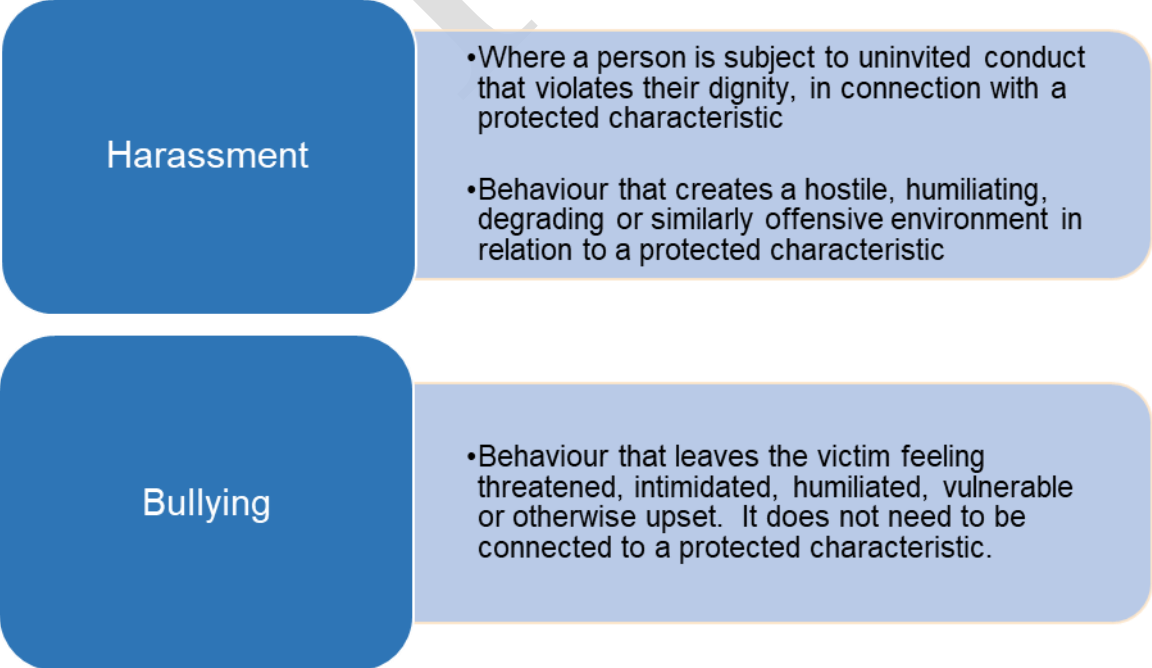 Harassment
•Where a person is subject to uninvited conduct
that violates their dignity, in connection with a
protected characteristic
•Behaviour that creates a hostile, humiliating,
degrading or similarly offensive environment in
relation to a protected characteristic
Bullying
•Behaviour that leaves the victim feeling
threatened, intimidated, humiliated, vulnerable
or otherwise upset. It does not need to be
connected to a protected characteristic.